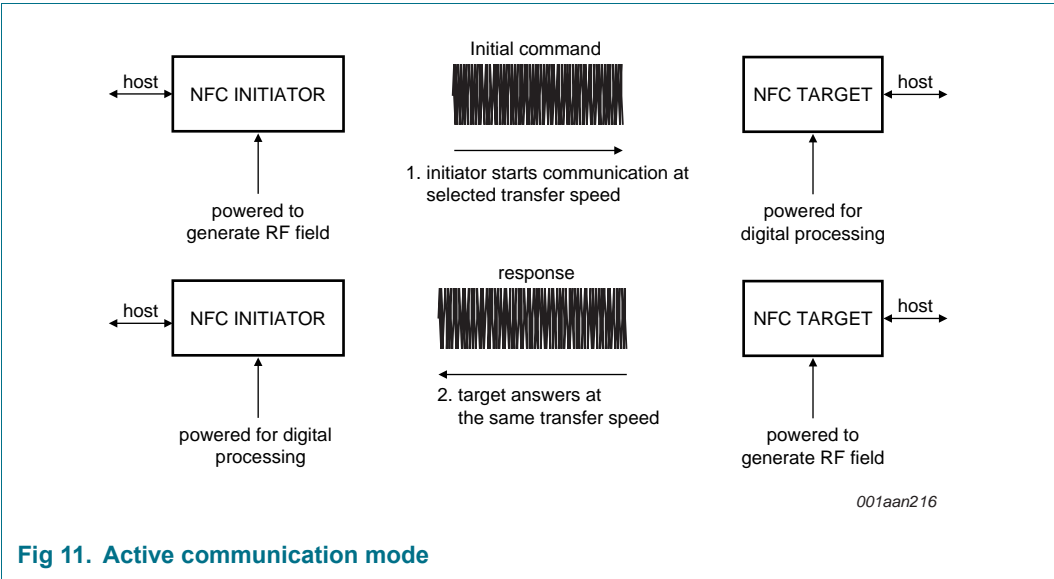 Initial command
host
NFC INITIATOR
NFC TARGET
host
1. initiator starts communication at
selected transfer speed
powered to
generate RF field
powered for
digital processing
response
host
NFC INITIATOR
NFC TARGET
host
2. target answers at
the same transfer speed
powered for digital
processing
powered to
generate RF field
001aan216
Fig 11. Active communication mode